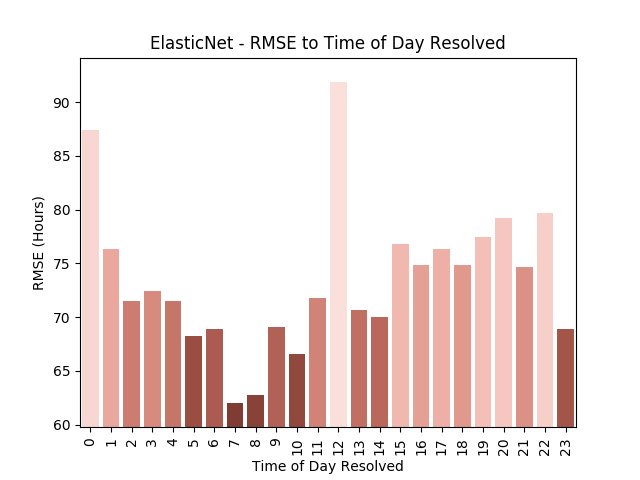 ElasticNet - RMSE to Time of Day Resolved
90
85
80
75
70
65
60
RMSE (Hours)
0 1 2 3 4 5 6 7 8 9 10 11 12 13 14 15 16 17 18 19 20 21 22 23
Time of Day Resolved